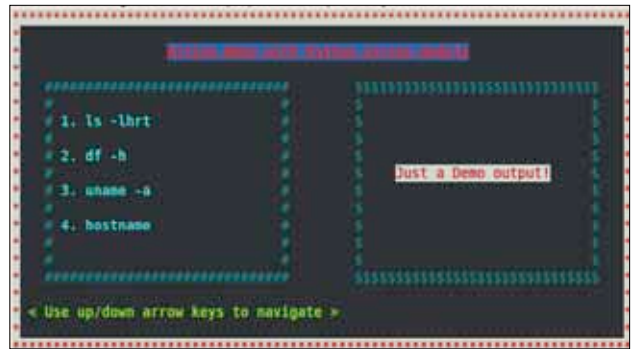 1. ls -lhrt
2. df -h
3. uname -a
4. hostname
Just a Demo output!
< Use up/down arrow keys to navigate >